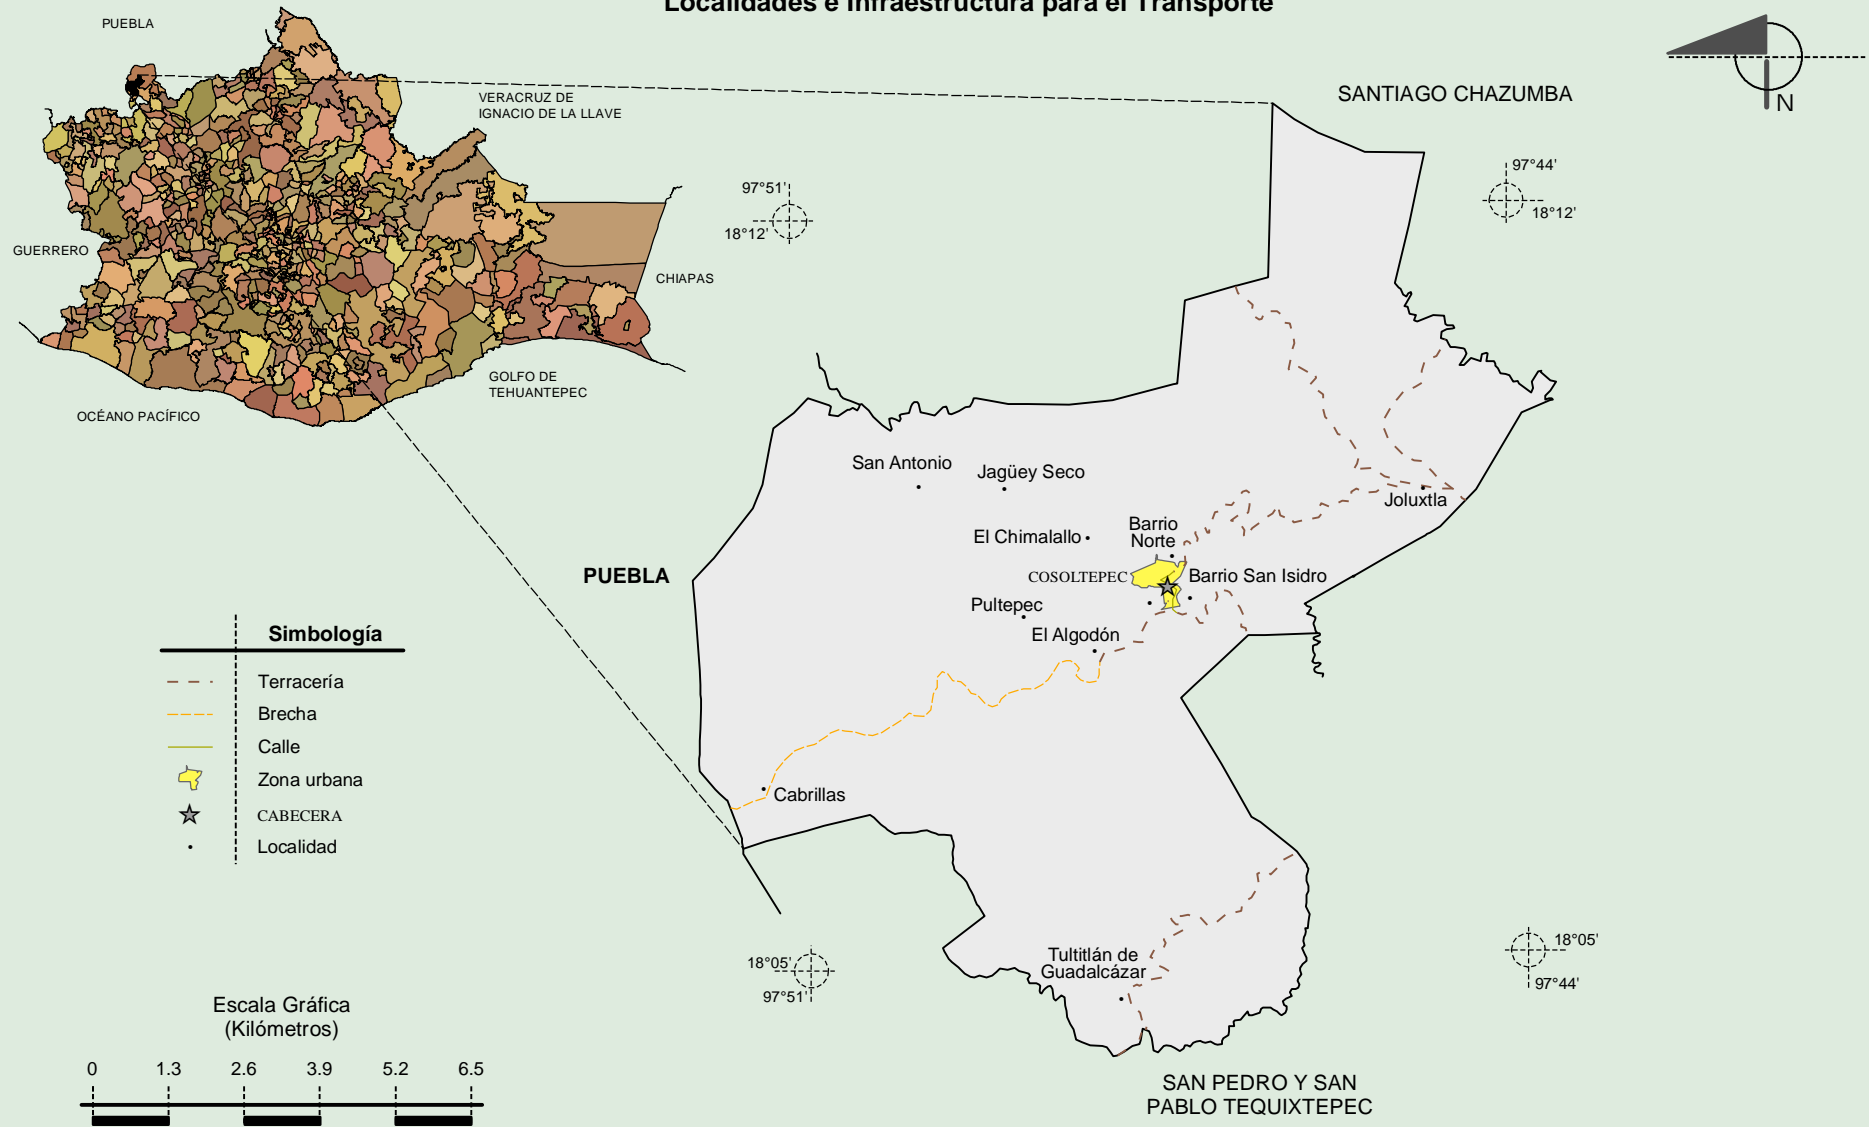 Localidades e Infraestructura para el Transporte
PUEBLA
VERACRUZ DE
IGNACIO DE LA LLAVE
GUERRERO
CHIAPAS
GOLFO DE
TEHUANTEPEC
OCÉANO PACÍFICO
N
SANTIAGO CHAZUMBA
97°51'
18°12'
97°44'
18°12'
San Antonio
Jagüey Seco
Joluxtla
El Chimalallo
Barrio
Norte
COSOLTEPEC
Barrio San Isidro
PUEBLA
Pultepec
El Algodón
Cabrillas
Tultitlán de
Guadalcázar
18°05'
97°51'
18°05'
97°44'
SAN PEDRO Y SAN
PABLO TEQUIXTEPEC
Simbología
Terracería
Brecha
Calle
Zona urbana
CABECERA
Localidad
Escala Gráfica
(Kilómetros)
0 1.3 2.6 3.9 5.2 6.5